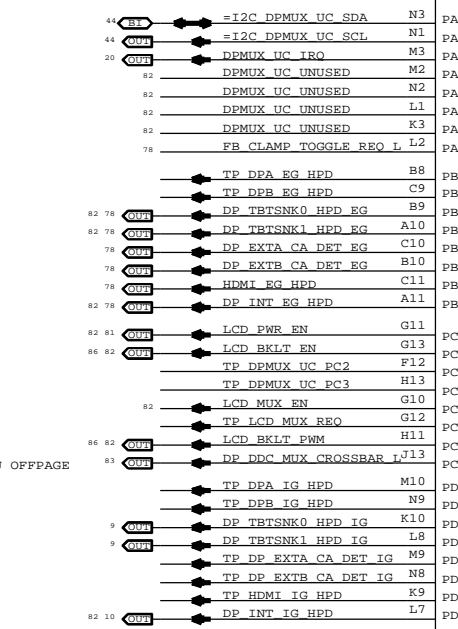 44 BI =I2C_DPMUX_UC_SDA N3 PA
44 OUT =I2C_DPMUX_UC_SCL N1 PA
20 OUT DPMUX_UC_IRQ M3 PA
82 DPMUX_UC_UNUSED M2 PA
82 DPMUX_UC_UNUSED N2 PA
82 DPMUX_UC_UNUSED L1 PA
82 DPMUX_UC_UNUSED K3 PA
78 FB_CLAMP_TOGGLE_REQ_L L2 PA
TP_DPA_EG_HPD B8 PB
TP_DPB_EG_HPD C9 PB
82 78 OUT DP_TBTSNK0_HPD_EG B9 PB
82 78 OUT DP_TBTSNK1_HPD_EG A10 PB
78 OUT DP_EXTA_CA_DET_EG C10 PB
78 OUT DP_EXTB_CA_DET_EG B10 PB
78 OUT HDMI_EG_HPD C11 PB
82 78 OUT DP_INT_EG_HPD A11 PB
82 81 OUT LCD_PWR_EN G11 PC
86 82 OUT LCD_BKLT_EN G13 PC
TP_DPMUX_UC_PC2 F12 PC
TP_DPMUX_UC_PC3 H13 PC
82 LCD_MUX_EN G10 PC
TP_LCD_MUX_REQ G12 PC
86 82 OUT LCD_BKLT_PWM H11 PC
83 OUT DP_DDC_MUX_CROSSBAR_L J13 PC
OFFPAGE
TP_DPA_IG_HPD M10 PD
TP_DPB_IG_HPD N9 PD
9 OUT DP_TBTSNK0_HPD_IG K10 PD
9 OUT DP_TBTSNK1_HPD_IG L8 PD
TP_DP_EXTA_CA_DET_IG M9 PD
TP_DP_EXTB_CA_DET_IG N8 PD
TP_HDMI_IG_HPD K9 PD
82 10 OUT DP_INT_IG_HPD L7 PD